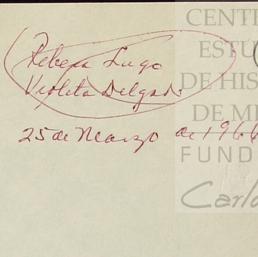 Rebeca Lugo
Violeta Delgado
25 de Marzo de 1966
CENT
ESTU
DE HIS
DE M
FUND
Carlo